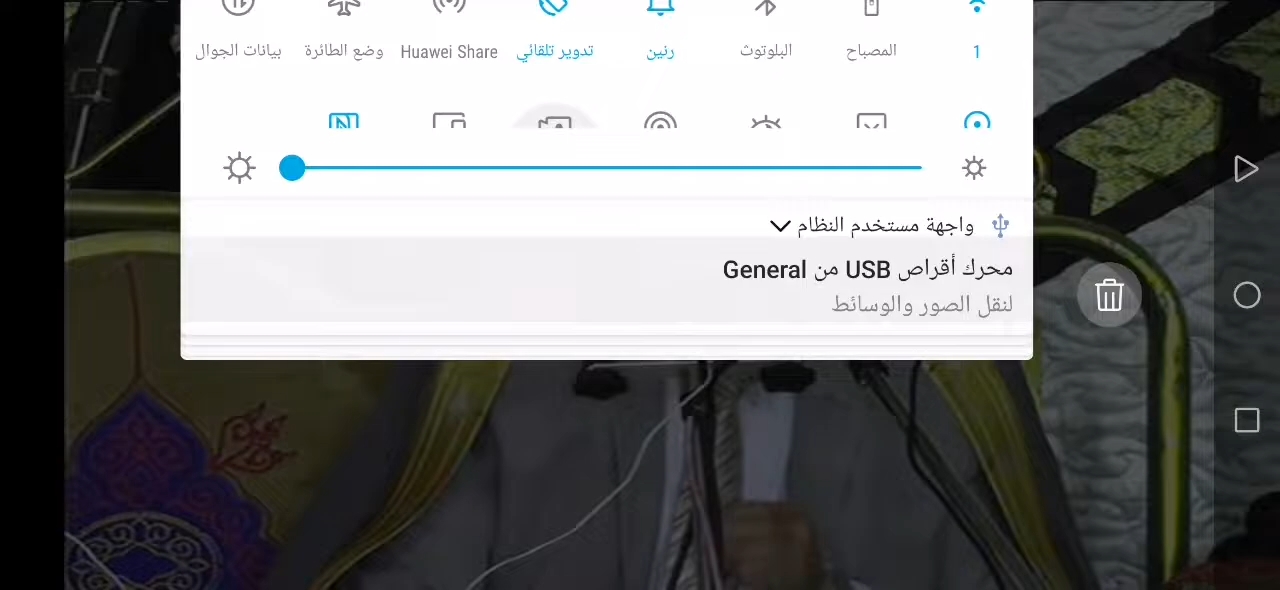 1 المصباح البلوتوث رنين تدوير تلقائي Huawei Share وضع الطائرة بيانات الجوال
واجهة مستخدم النظام
محرك أقراص USB من General
لنقل الصور والوسائط